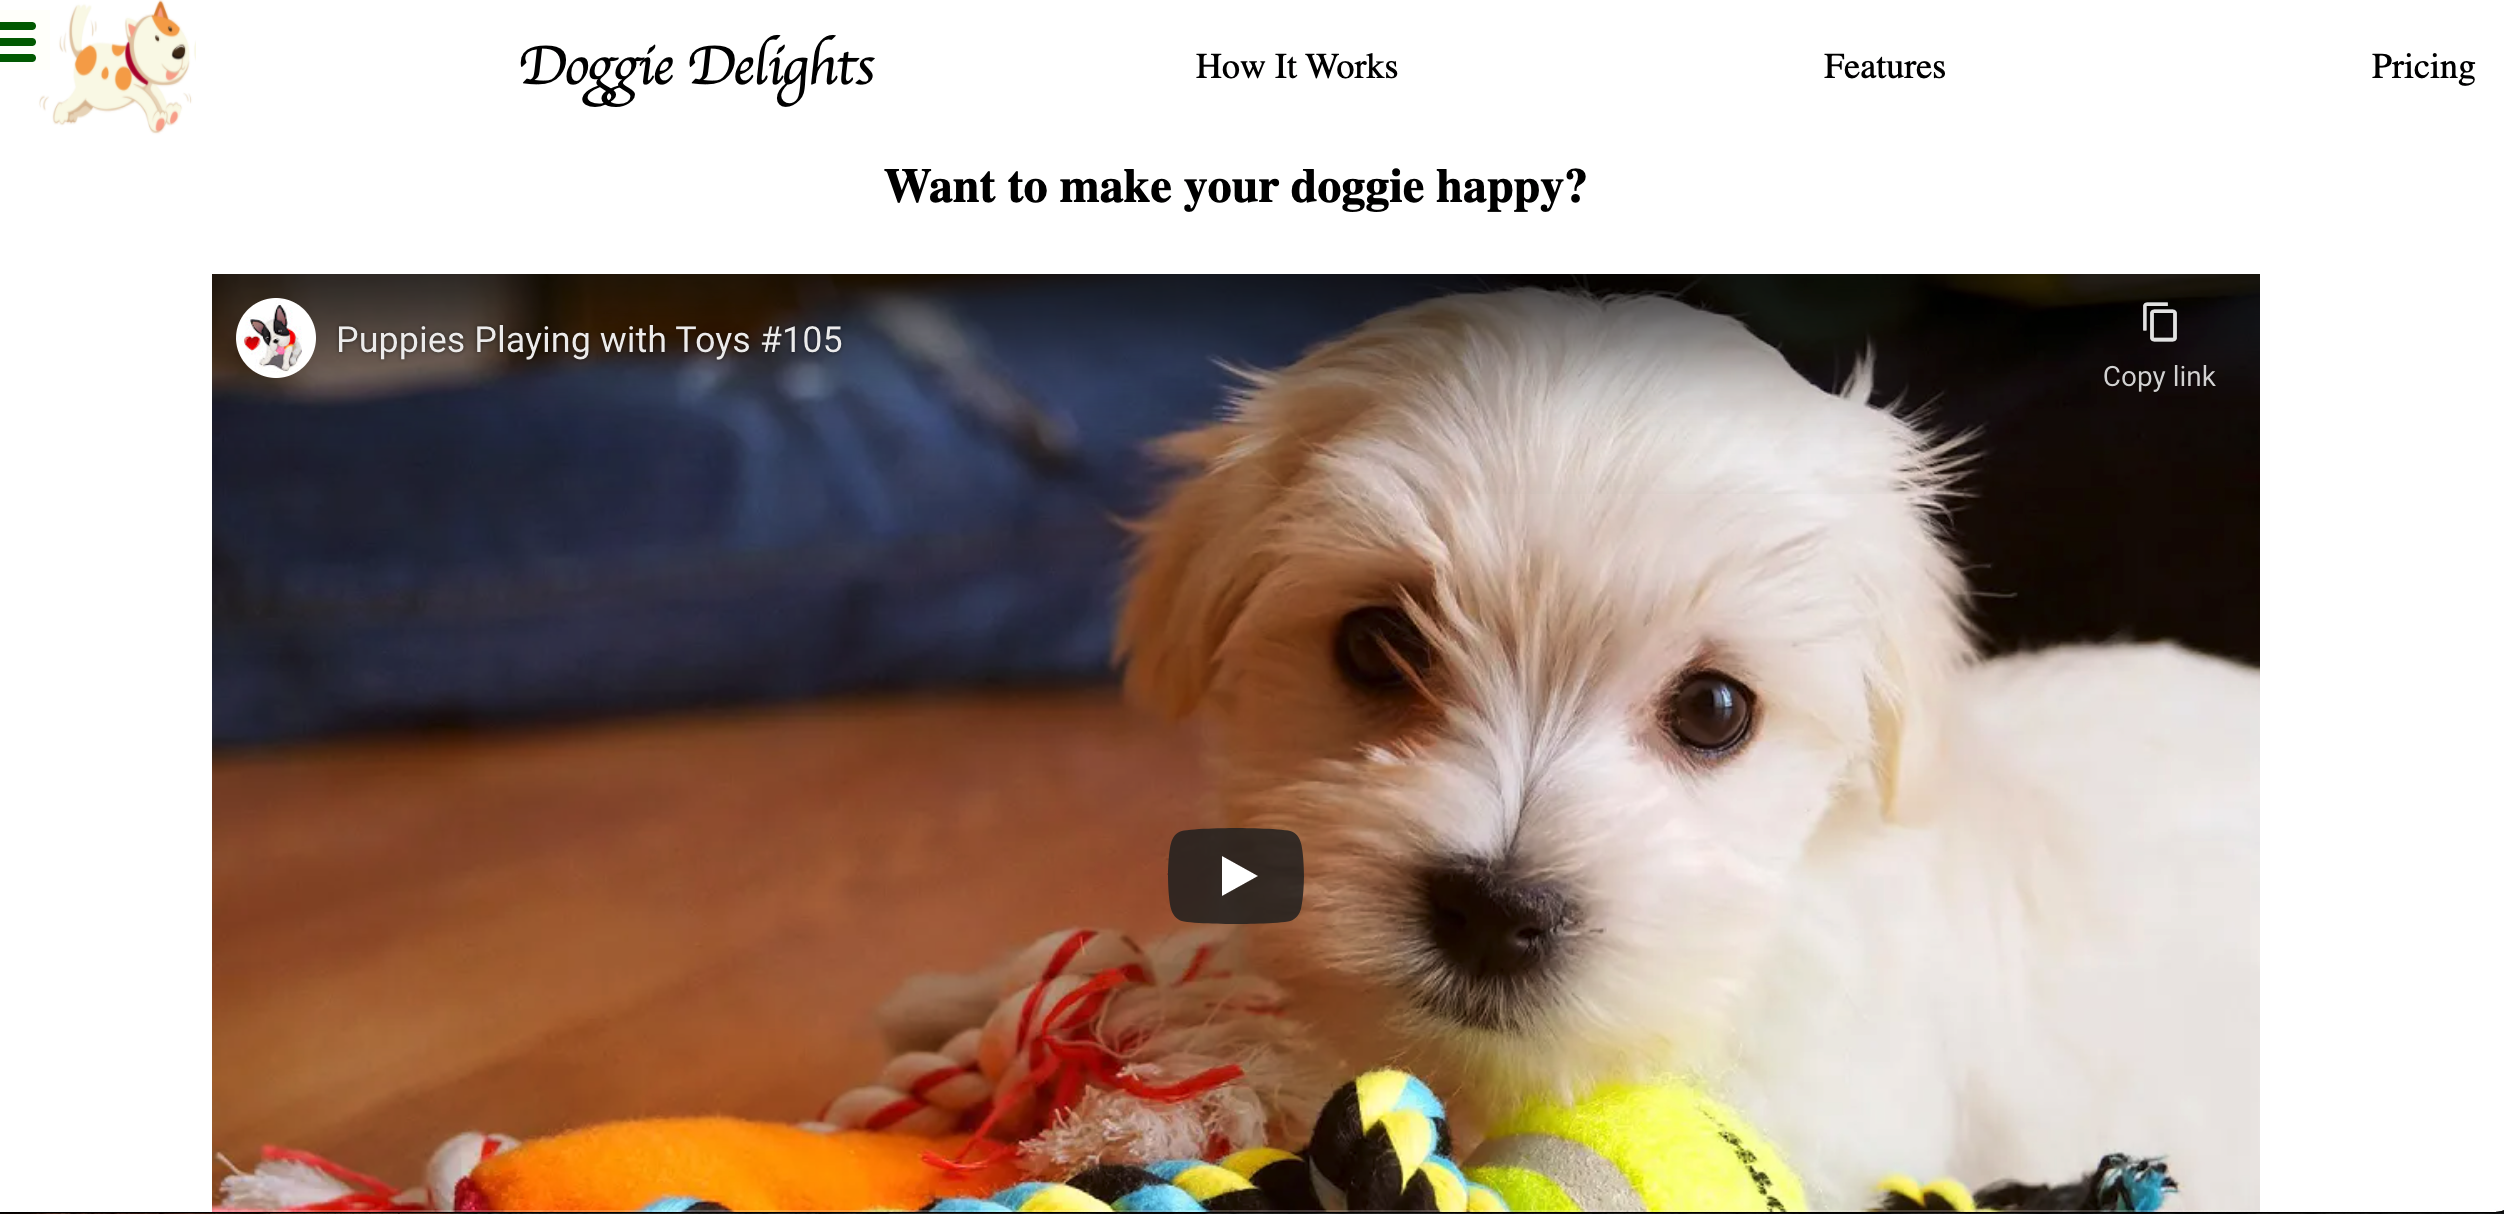 Doggie Delights
How It Works
Features
Pricing
Want to make your doggie happy?
Puppies Playing with Toys #105
Copy link